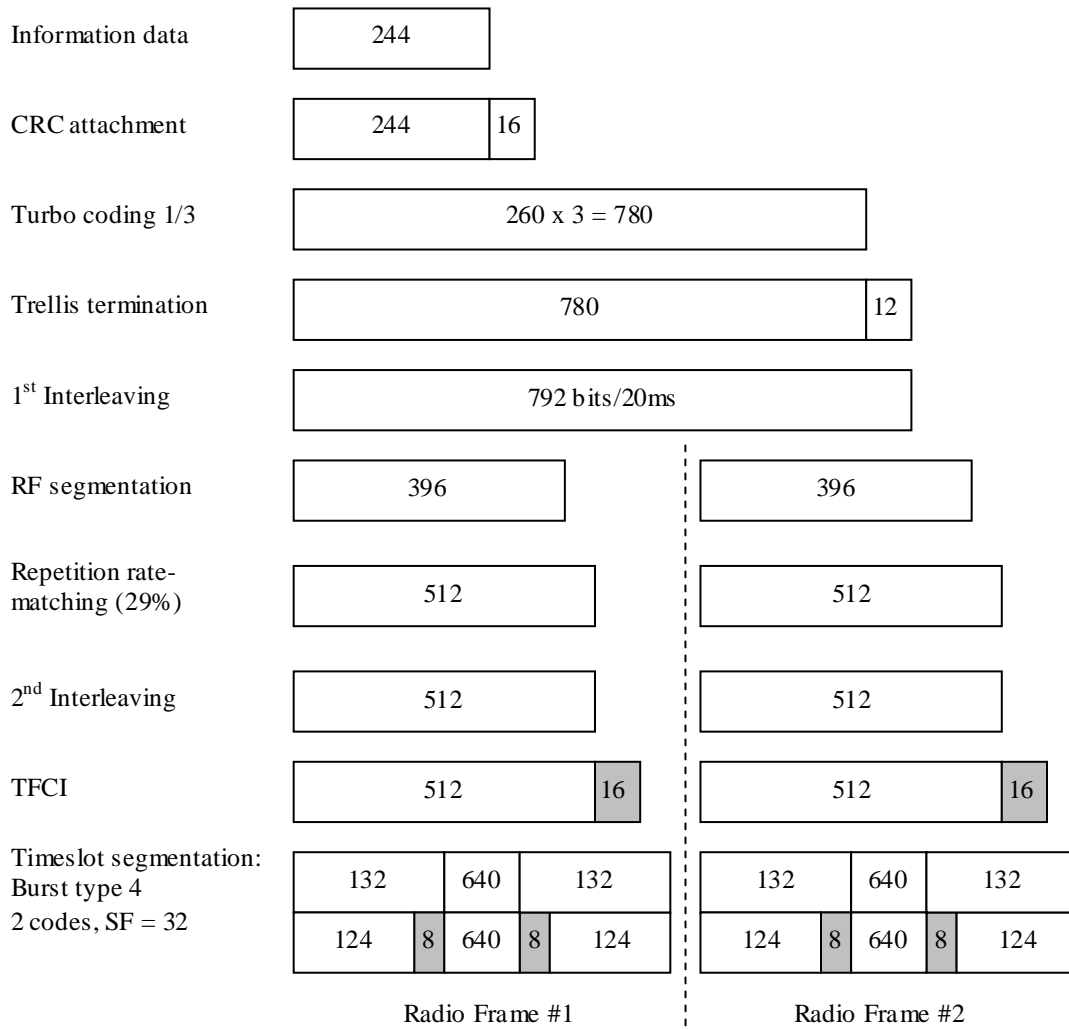 Information data
244
CRC attachment
244 16
Turbo coding 1/3
260 x 3 = 780
Trellis termination
780 12
1st Interleaving
792 bits/20ms
RF segmentation
396 396
Repetition rate-
matching (29%)
512 512
2nd Interleaving
512 512
TFCI
512 16 512 16
Timeslot segmentation:
Burst type 4
2 codes, SF = 32
132 640 132 132 640 132
124 8 640 8 124 124 8 640 8 124
Radio Frame #1 Radio Frame #2